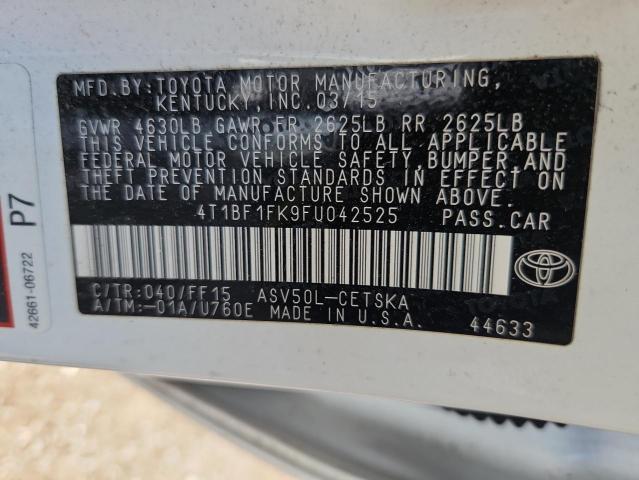 MFD.BY:TOYOTA MOTOR MANUFACTURING,
KENTUCKY,INC.03/15
GVWR 4630LB GAWR FR 2625LB RR 2625LB
THIS VEHICLE CONFORMS TO ALL APPLICABLE
FEDERAL MOTOR VEHICLE SAFETY,BUMPER,AND
THEFT PREVENTION STANDARDS IN EFFECT ON
THE DATE OF MANUFACTURE SHOWN ABOVE.
4T1BF1FK9FU042525 PASS.CAR
C/TR:040/FF15 ASV50L-CETSKA
A/TM:-01A/U760E MADE IN U.S.A. 44633
TOYOTA
P7
42661-06722